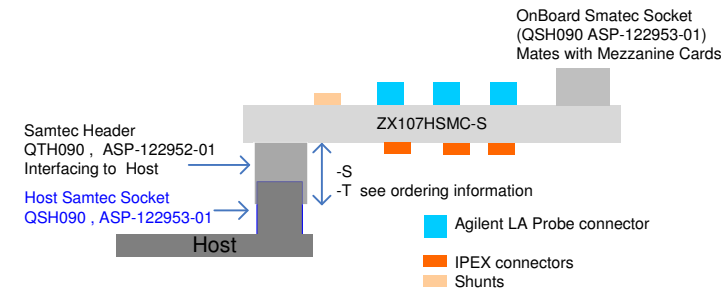 OnBoard Smatec Socket
(QSH090 ASP-122953-01)
Mates with Mezzanine Cards
ZX107HSMC-S
Samtec Header
QTH090 , ASP-122952-01
Interfacing to Host
-S
-T see ordering information
Host Samtec Socket
QSH090 , ASP-122953-01
Host
Agilent LA Probe connector
IPEX connectors
Shunts